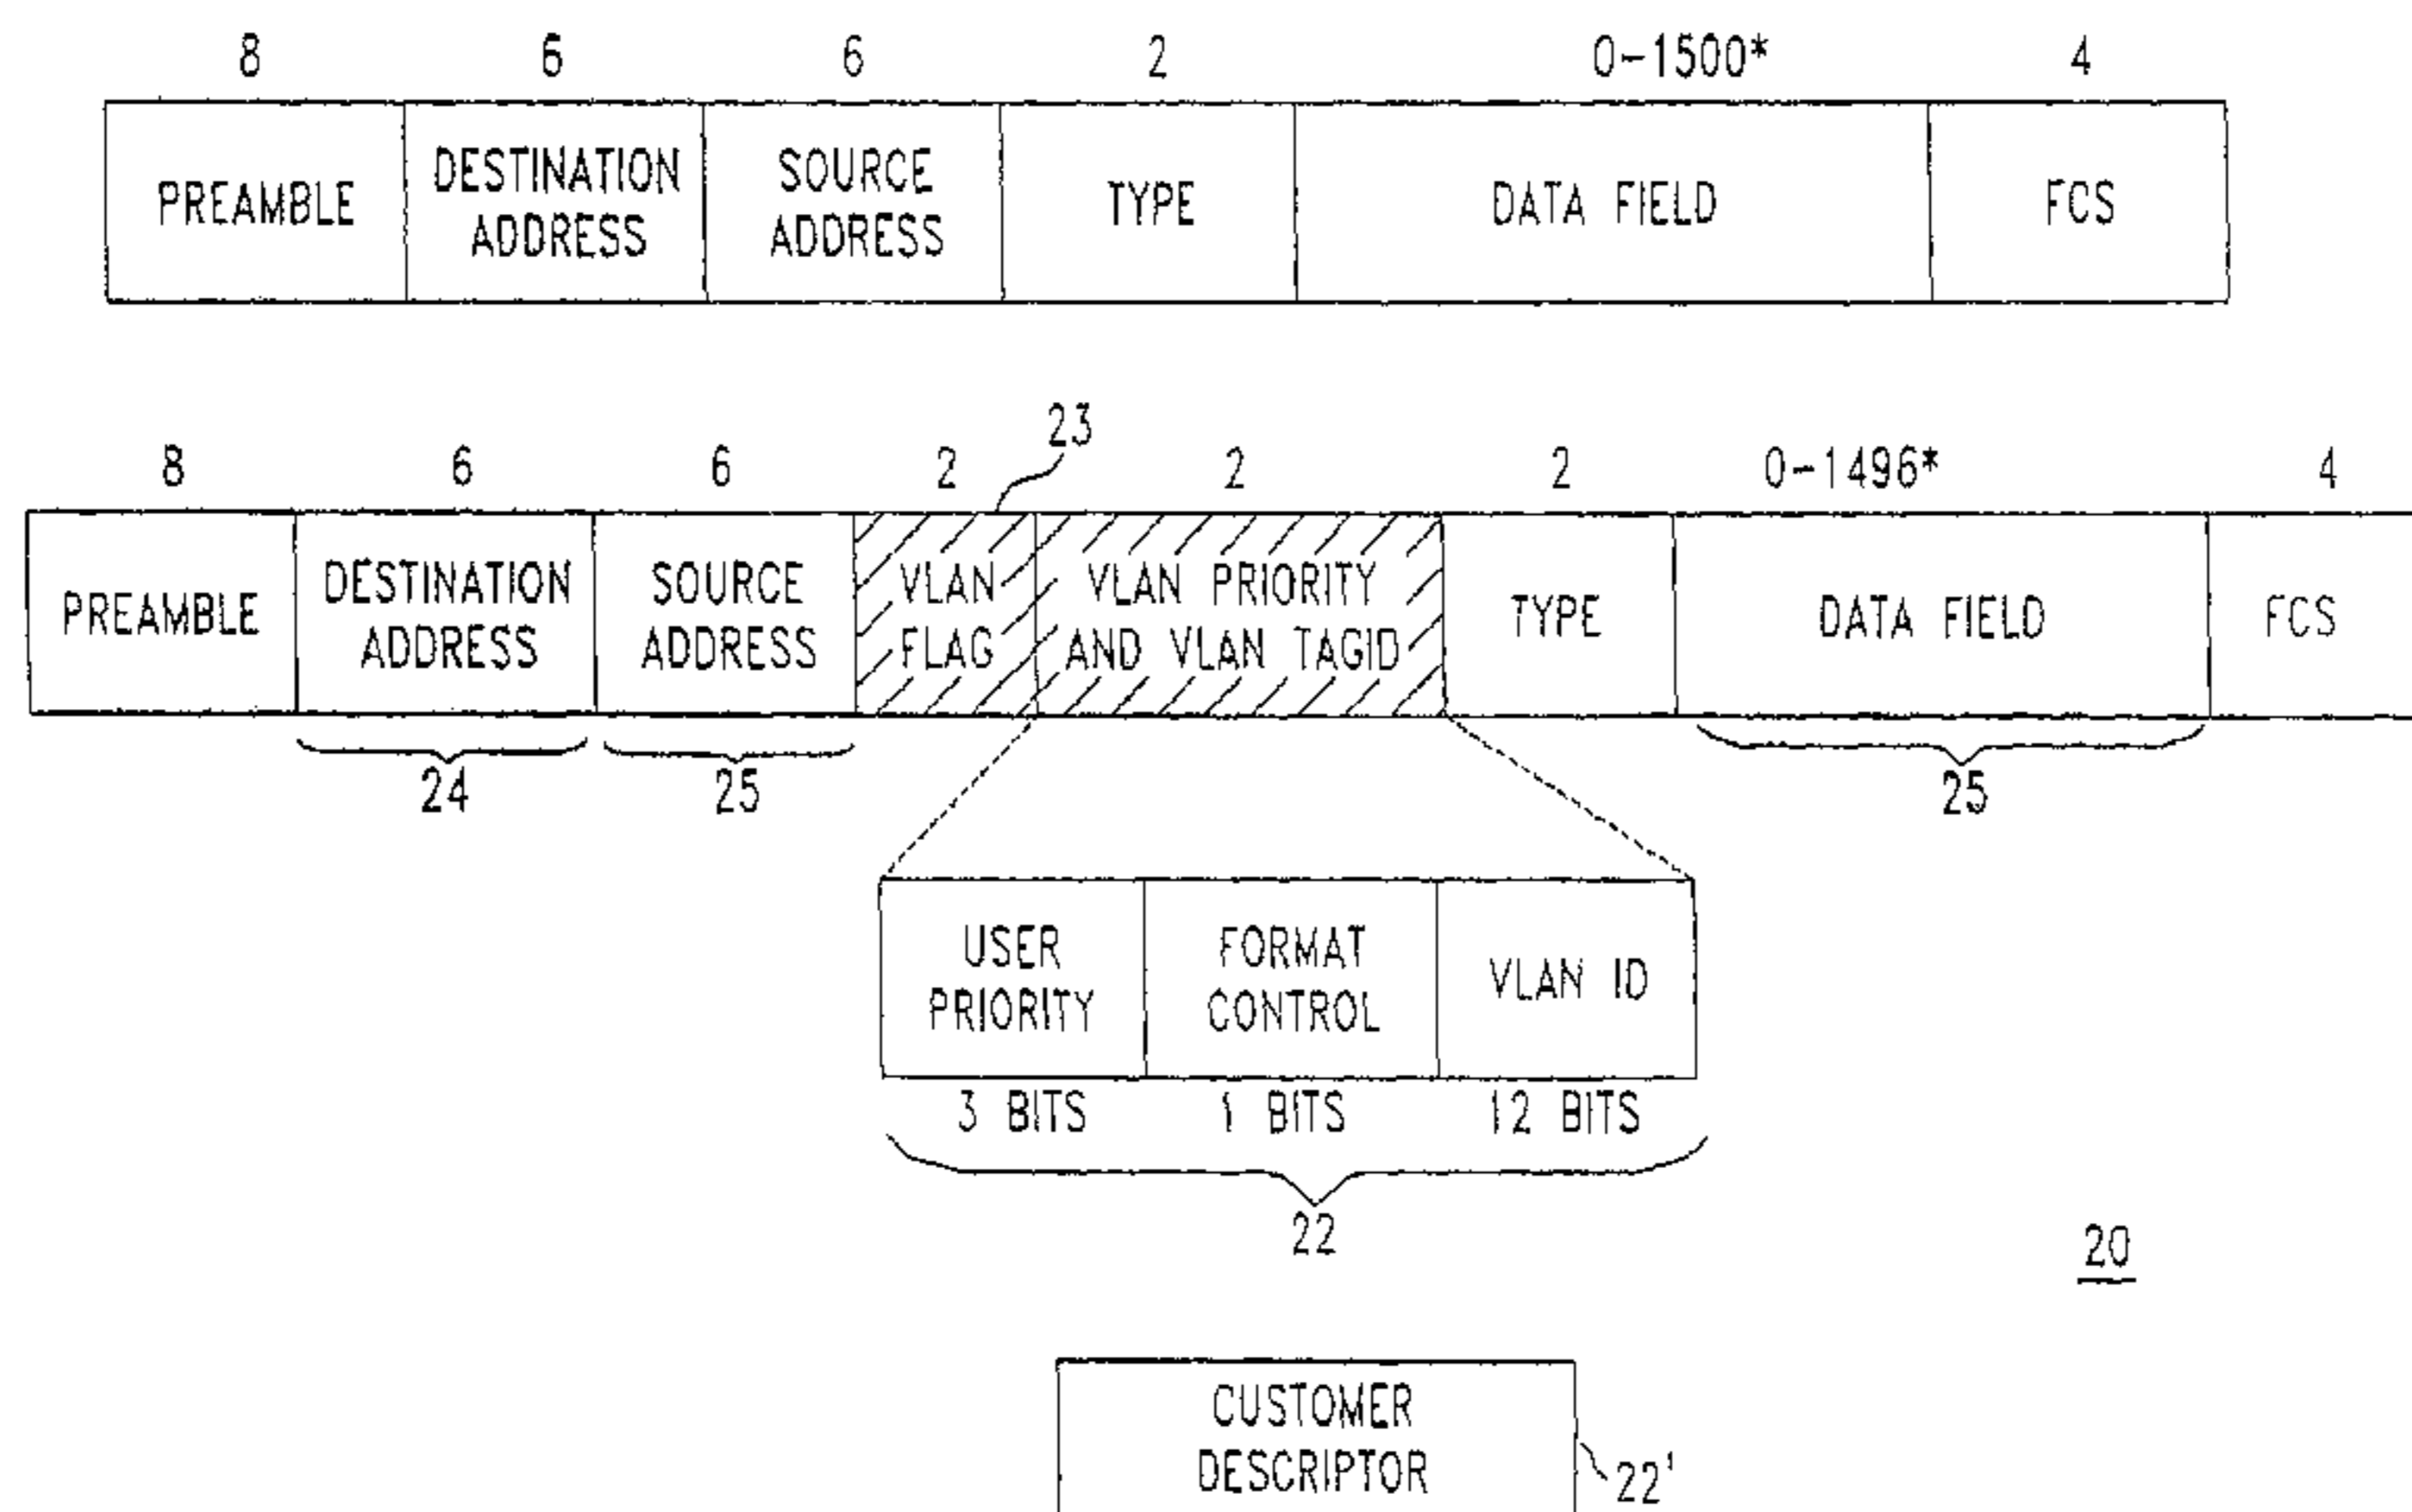 8 6 6 2 0-1500* 4
PREAMBLE DESTINATION ADDRESS SOURCE ADDRESS TYPE DATA FIELD FCS
23
8 6 6 2 2 2 0-1496* 4
PREAMBLE DESTINATION ADDRESS SOURCE ADDRESS VLAN FLAG VLAN PRIORITY AND VLAN TAGID TYPE DATA FIELD FCS
24 25 25
USER PRIORITY FORMAT CONTROL VLAN ID
3 BITS 1 BITS 12 BITS
22
20
CUSTOMER
DESCRIPTOR
22'